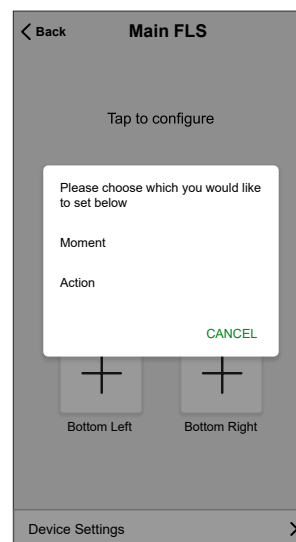 Back
Main FLS
Tap to configure
Please choose which you would like
to set below
Moment
Action
CANCEL
Bottom Left
Bottom Right
Device Settings